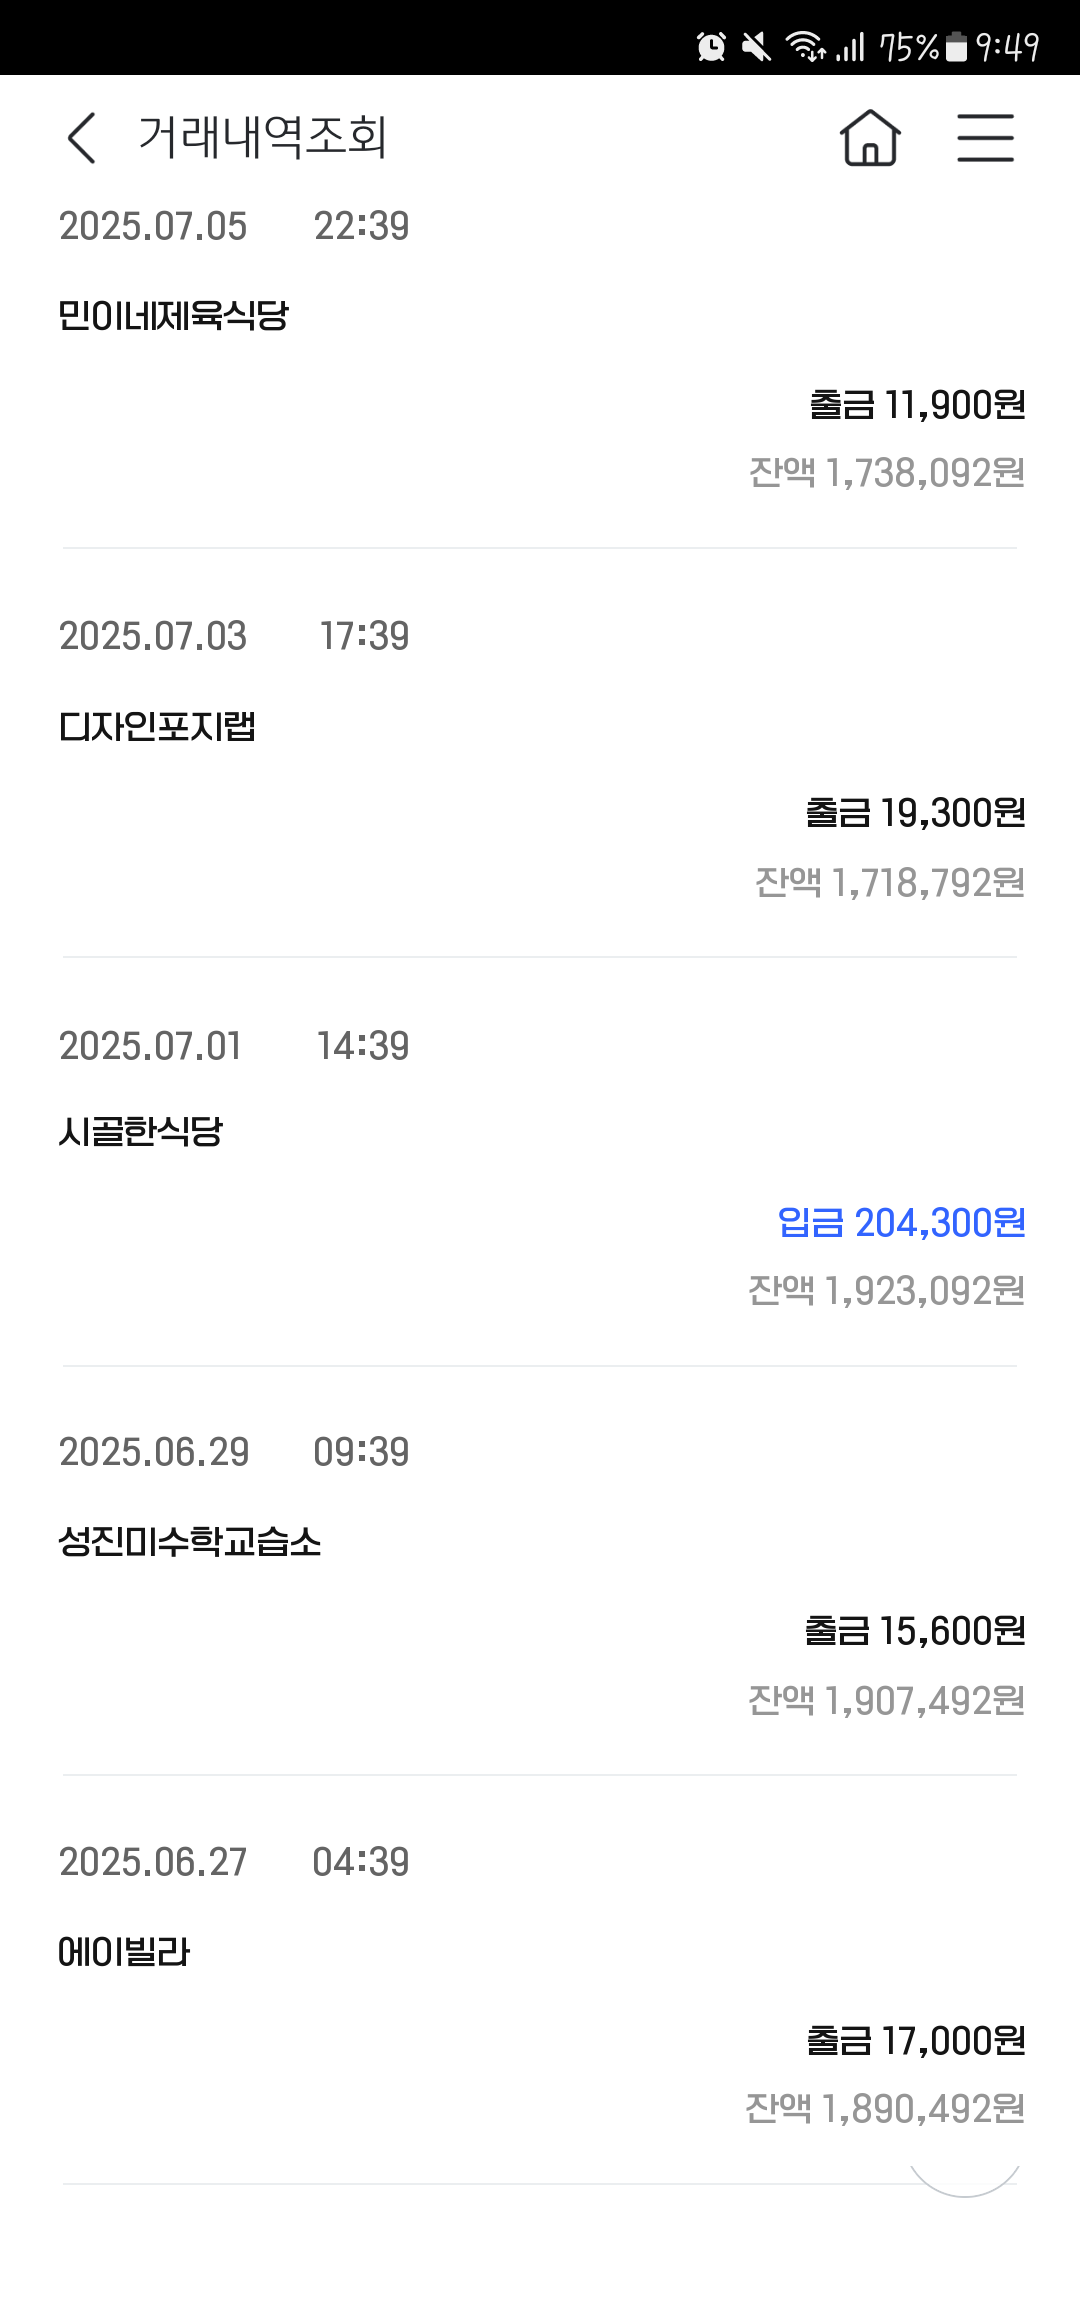 75% 9:49
거래내역조회
2025.07.05 22:39
민이네제육식당
출금 11,900원
잔액 1,738,092원
2025.07.03 17:39
디자인포지랩
출금 19,300원
잔액 1,718,792원
2025.07.01 14:39
시골한식당
입금 204,300원
잔액 1,923,092원
2025.06.29 09:39
성진미수학교습소
출금 15,600원
잔액 1,907,492원
2025.06.27 04:39
에이빌라
출금 17,000원
잔액 1,890,492원